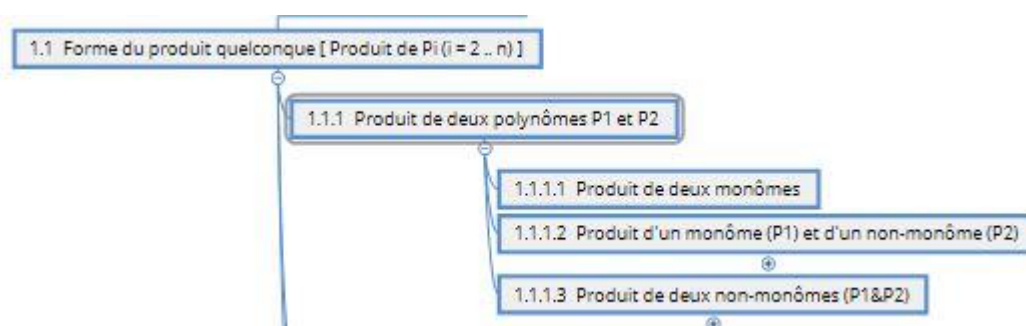 1.1 Forme du produit quelconque [ Produit de Pi (i = 2 .. n) ]
1.1.1 Produit de deux polynômes P1 et P2
1.1.1.1 Produit de deux monômes
1.1.1.2 Produit d'un monôme (P1) et d'un non-monôme (P2)
1.1.1.3 Produit de deux non-monômes (P1&P2)